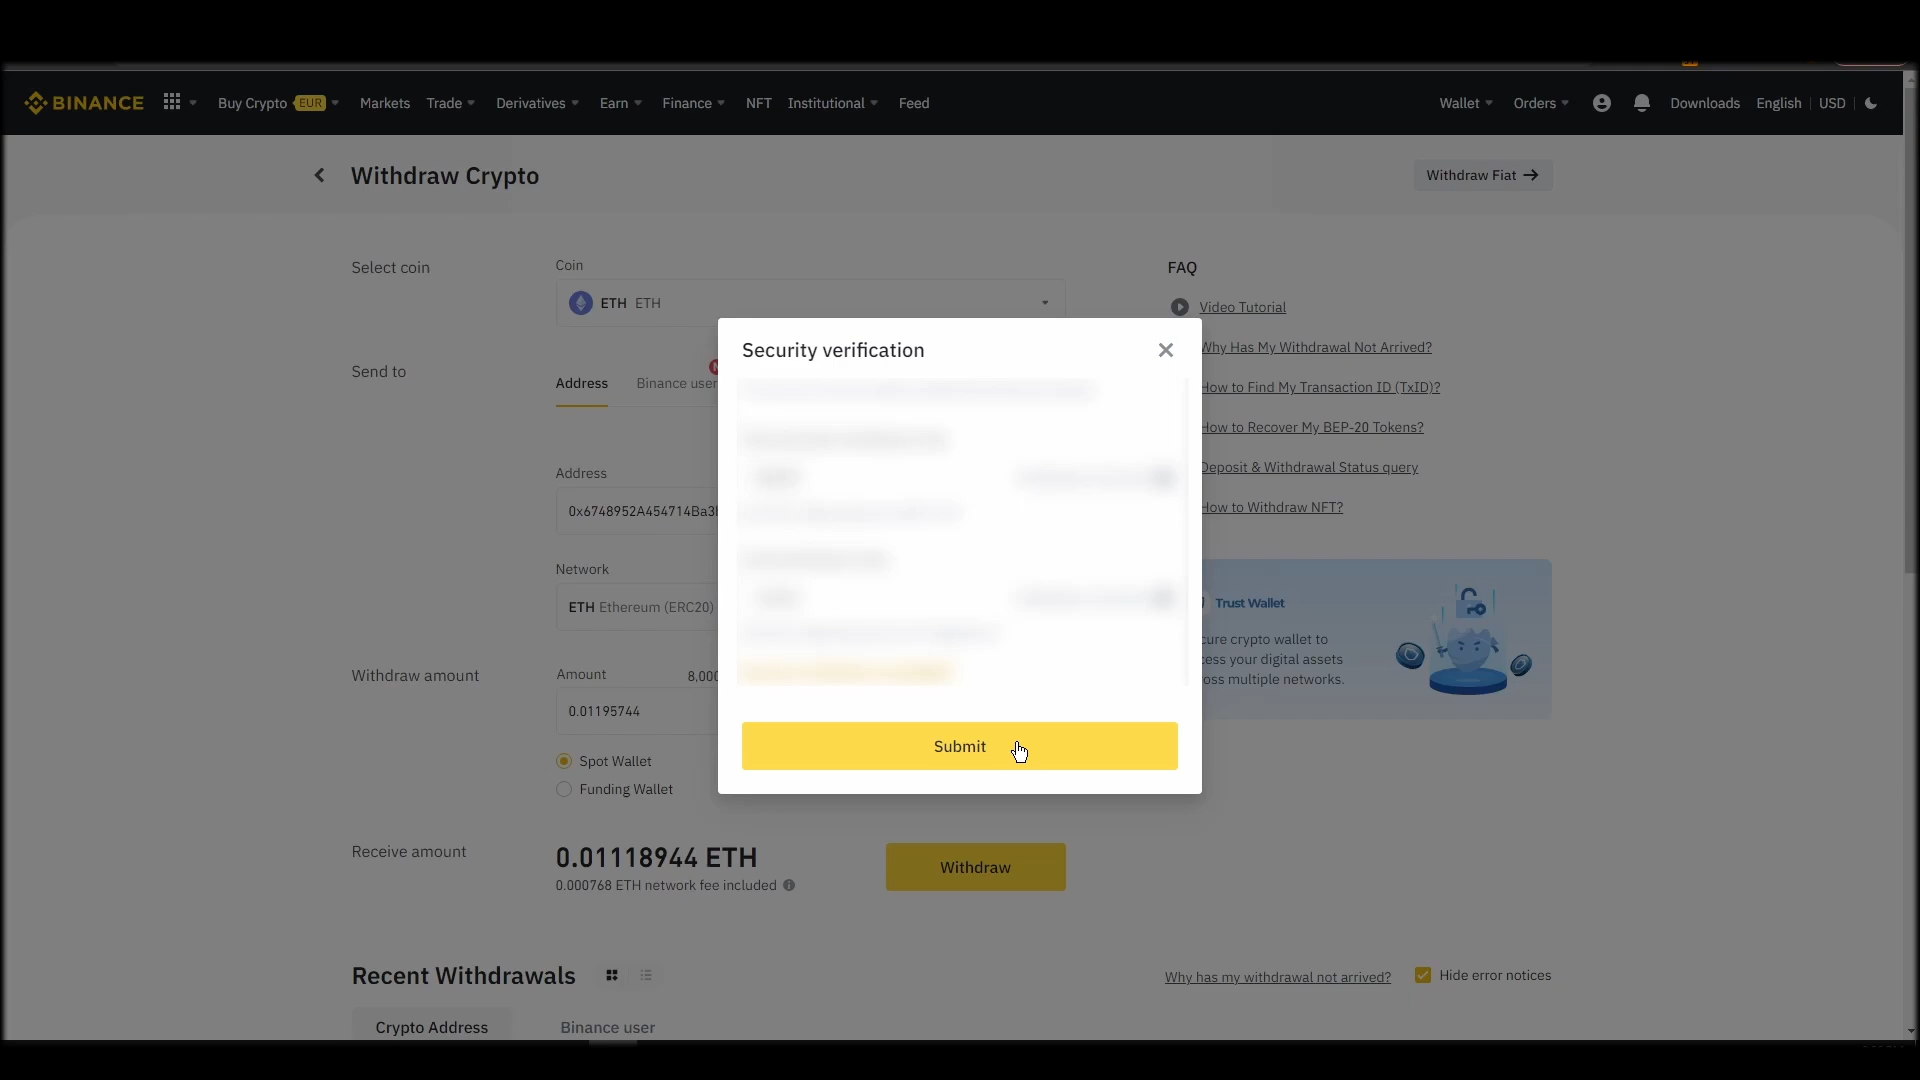 BINANCE Buy Crypto EUR Markets Trade Derivatives Earn Finance NFT Institutional Feed Wallet Orders Downloads English USD
Withdraw Crypto
Withdraw Fiat
Select coin
Coin
ETH ETH
Send to
Address Binance user
Address
0x6748952A454714Ba3
Network
ETH Ethereum (ERC20)
Withdraw amount
Amount 8,000
0.01195744
Spot Wallet
Funding Wallet
Receive amount
0.01118944 ETH
0.000768 ETH network fee included
Withdraw
Security verification
Submit
FAQ
Video Tutorial
Why Has My Withdrawal Not Arrived?
How to Find My Transaction ID (TxID)?
How to Recover My BEP-20 Tokens?
Deposit & Withdrawal Status query
How to Withdraw NFT?
Trust Wallet
cure crypto wallet to
cess your digital assets
oss multiple networks.
Recent Withdrawals
Why has my withdrawal not arrived? Hide error notices
Crypto Address Binance user